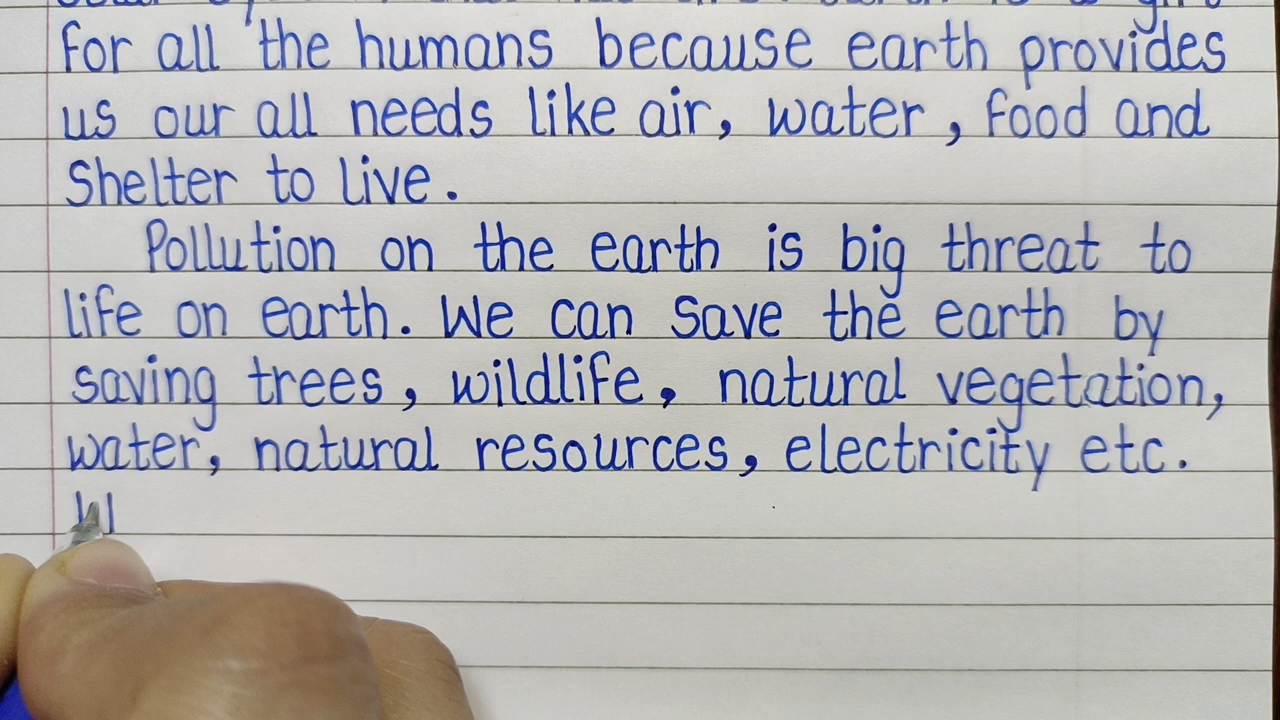 for all the humans because earth provides
us our all needs like air, water, food and
Shelter to live.
Pollution on the earth is big threat to
life on earth. We can save the earth by
saving trees, wildlife, natural vegetation,
water, natural resources, electricity etc.